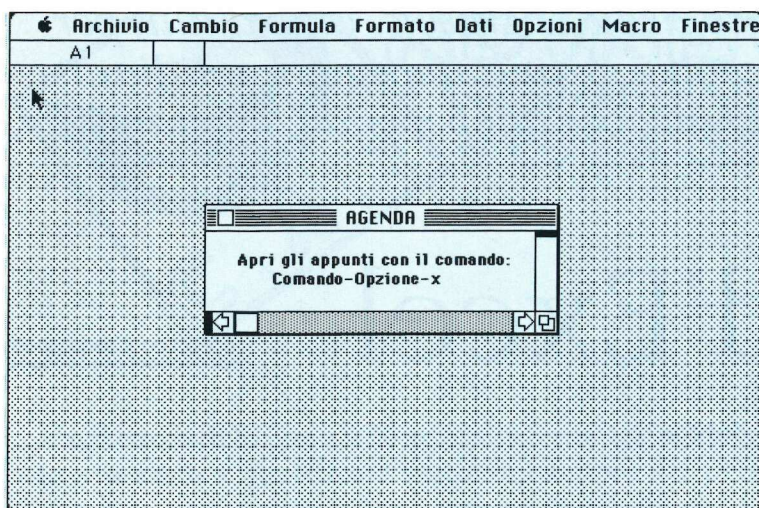 Archivio Cambio Formula Formato Dati Opzioni Macro Finestre
A1
AGENDA
Apri gli appunti con il comando:
Comando-Opzione-x